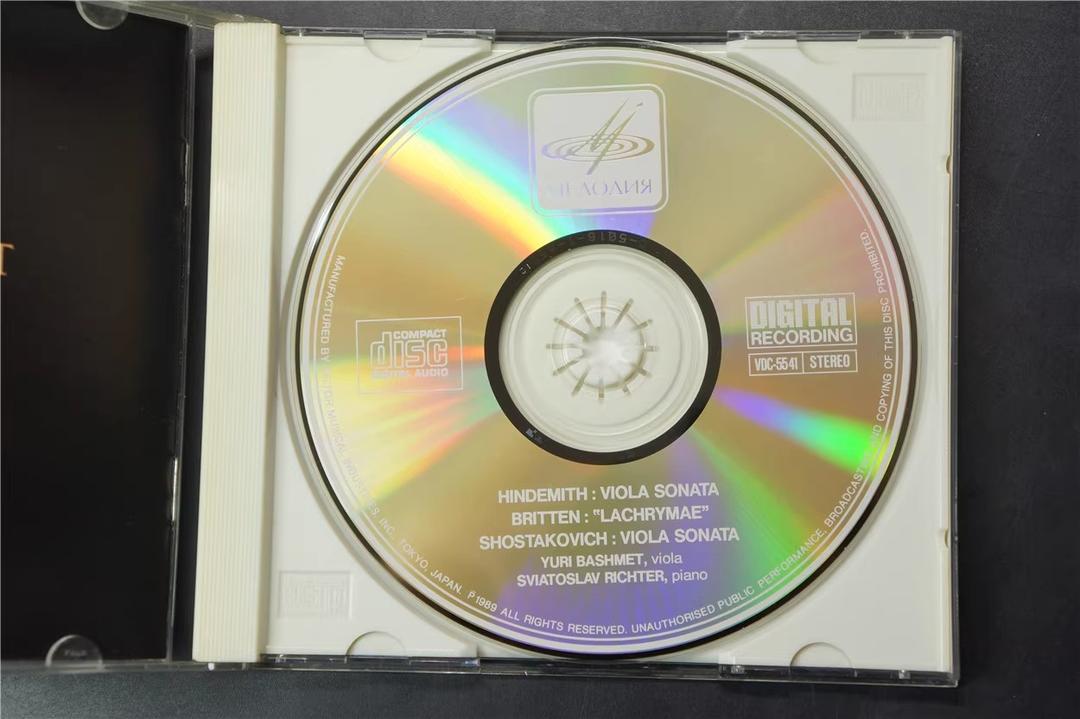 МЕЛОДИЯ
COMPACT
disc
DIGITAL AUDIO
DIGITAL
RECORDING
VDC-5541 STEREO
HINDEMITH : VIOLA SONATA
BRITTEN : "LACHRYMAE"
SHOSTAKOVICH : VIOLA SONATA
YURI BASHMET, viola
SVIATOSLAV RICHTER, piano
MANUFACTURED BY VICTOR MUSICAL INDUSTRIES, INC. TOKYO, JAPAN. ℗1989 ALL RIGHTS RESERVED. UNAUTHORISED PUBLIC PERFORMANCE, BROADCASTING AND COPYING OF THIS DISC PROHIBITED.